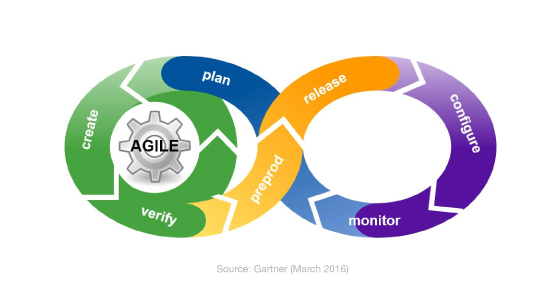 plan
create
AGILE
verify
preprod
release
configure
monitor
Source: Gartner (March 2016)